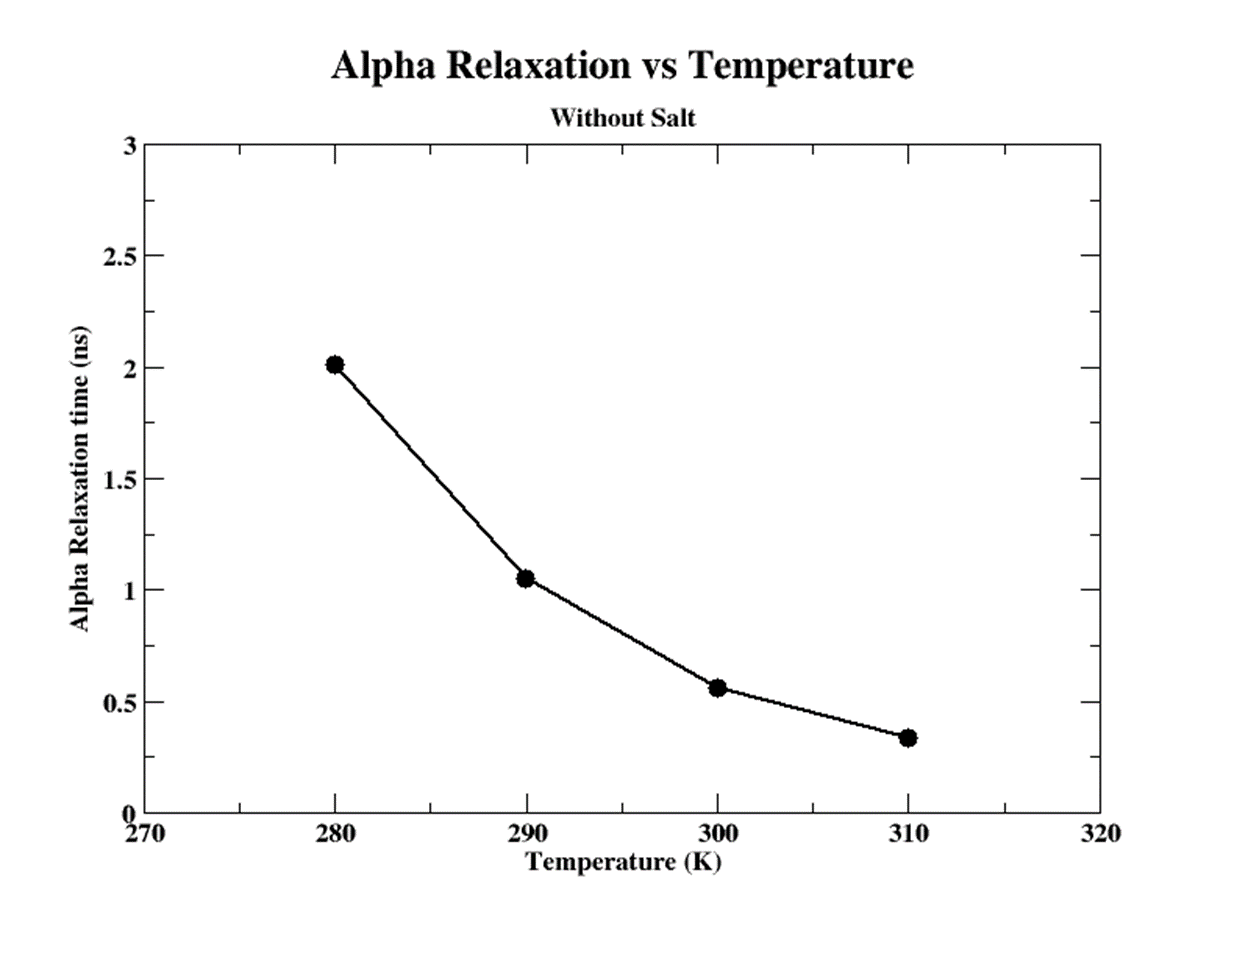 Alpha Relaxation vs Temperature
Without Salt
3
2.5
2
1.5
1
0.5
0
Alpha Relaxation time (ns)
270 280 290 300 310 320
Temperature (K)